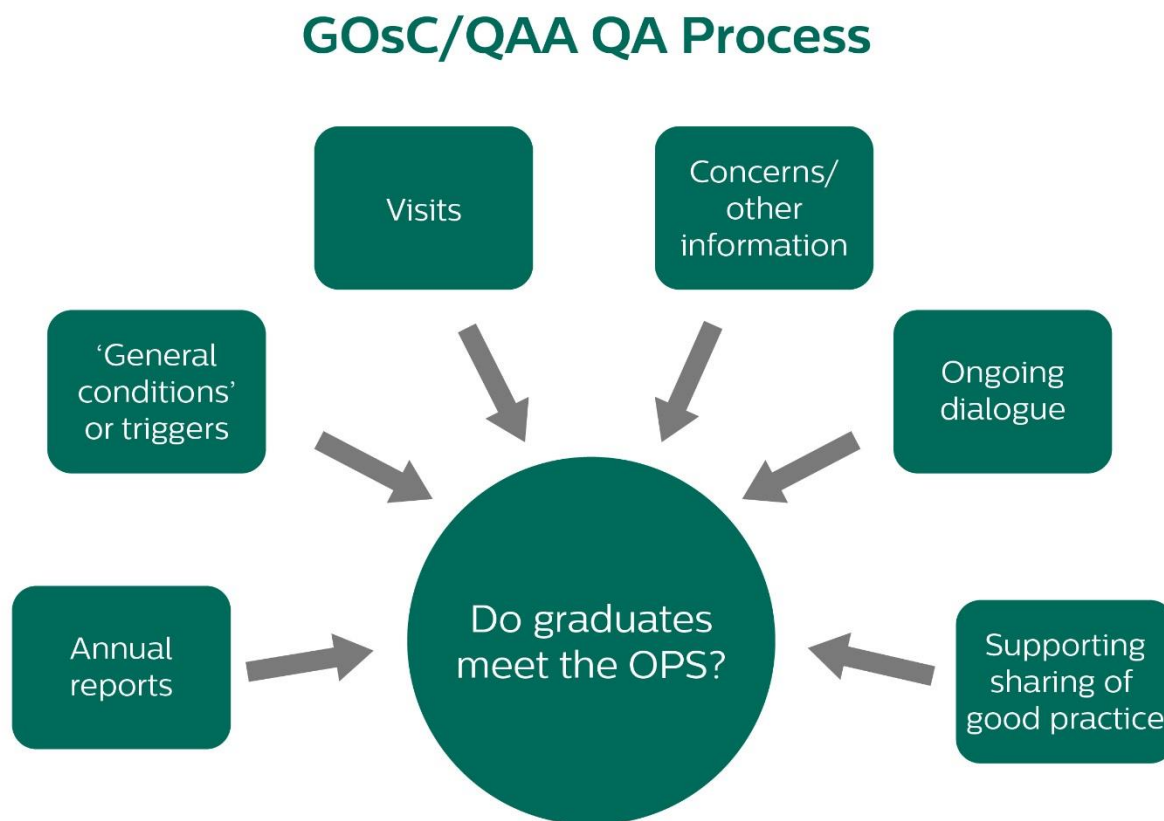 GOsC/QAA QA Process
Visits
Concerns/
other
information
‘General
conditions’
or triggers
Ongoing
dialogue
Annual
reports
Do graduates
meet the OPS?
Supporting
sharing of
good practice